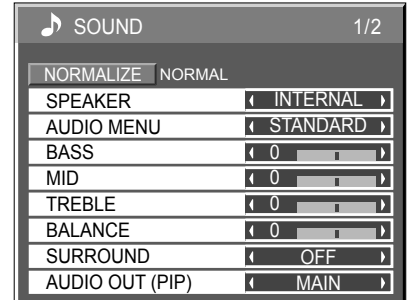 SOUND 1/2
NORMALIZE NORMAL
SPEAKER INTERNAL
AUDIO MENU STANDARD
BASS 0
MID 0
TREBLE 0
BALANCE 0
SURROUND OFF
AUDIO OUT (PIP) MAIN